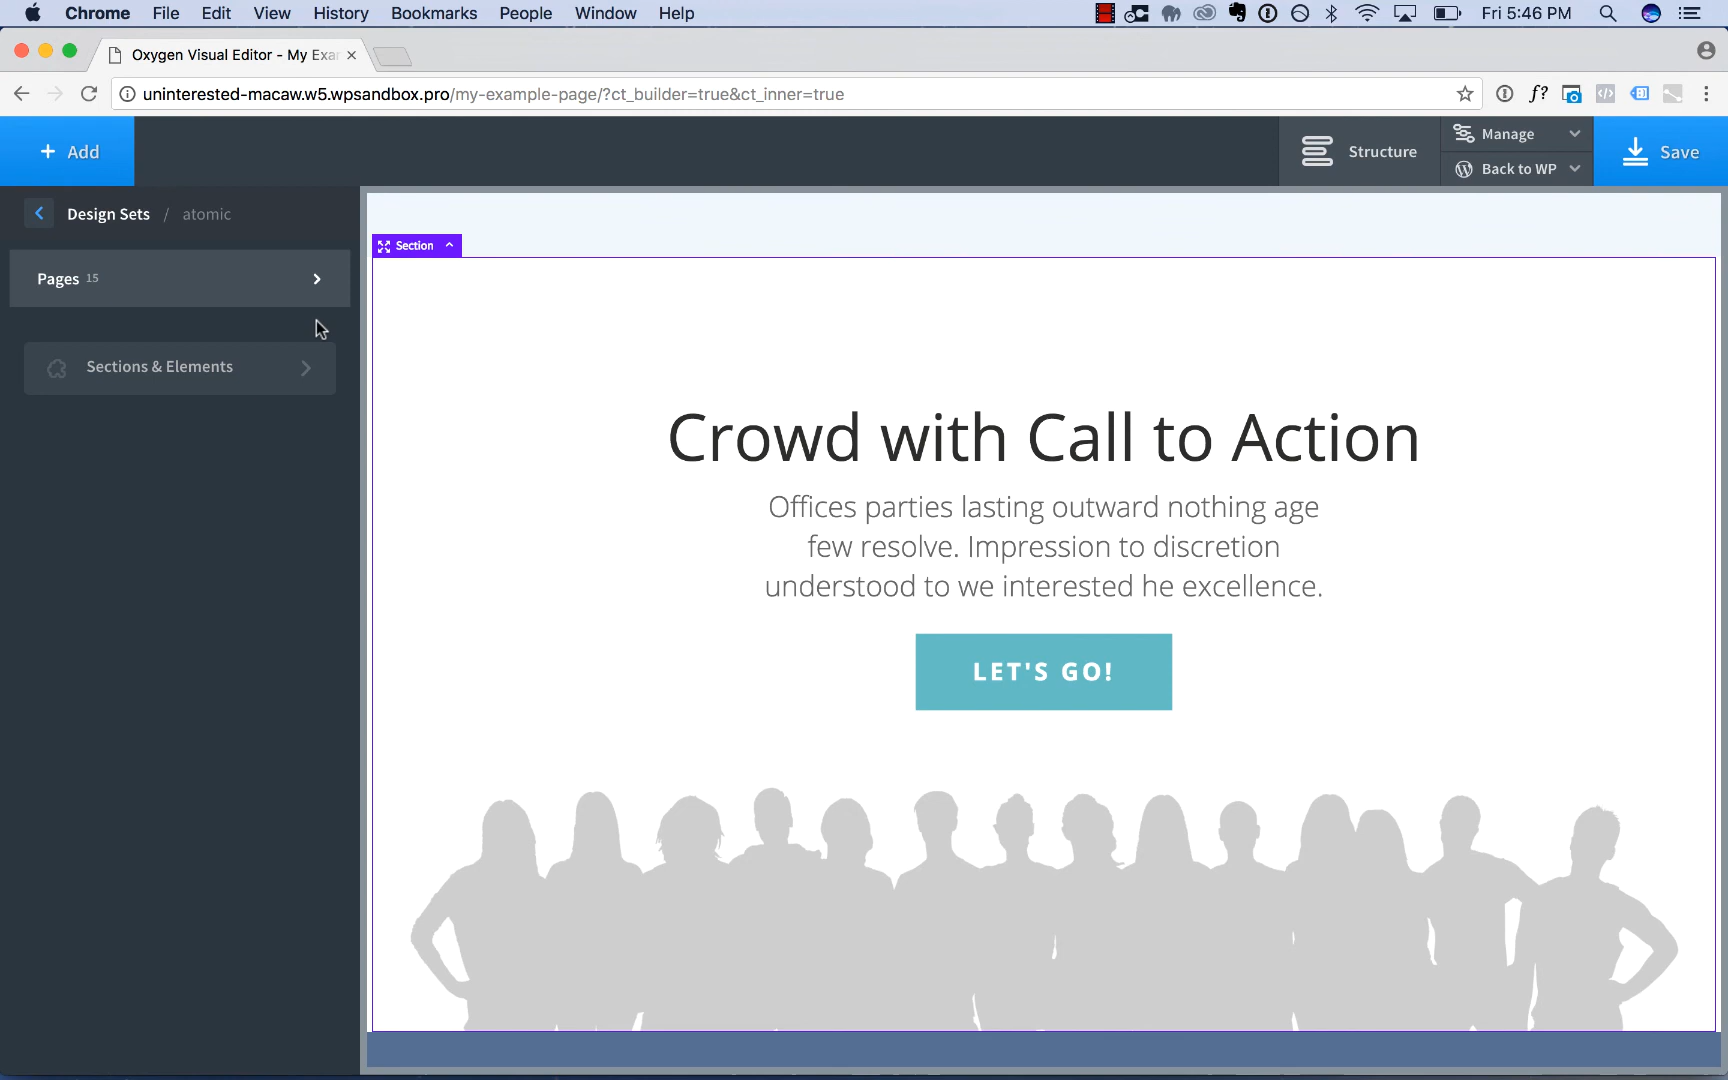 Chrome File Edit View History Bookmarks People Window Help Fri 5:46 PM
Oxygen Visual Editor - My Exa
uninterested-macaw.w5.wpsandbox.pro/my-example-page/?ct_builder=true&ct_inner=true
+ Add
Structure
Manage
Back to WP
Save
Design Sets / atomic
Pages 15
Sections & Elements
Section
Crowd with Call to Action
Offices parties lasting outward nothing age
few resolve. Impression to discretion
understood to we interested he excellence.
LET'S GO!